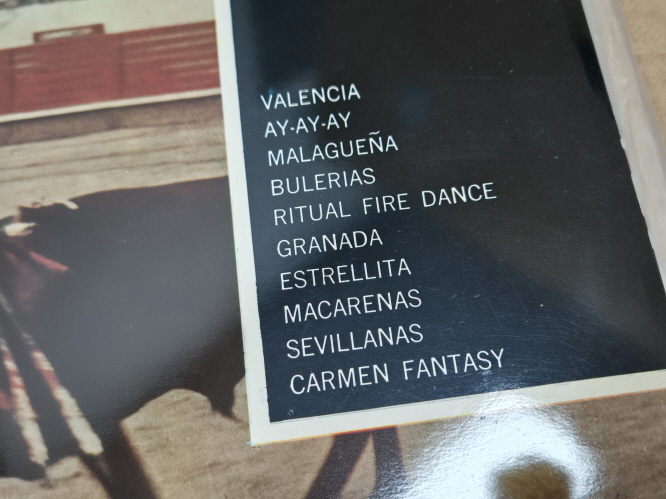 VALENCIA
AY-AY-AY
MALAGUEÑA
BULERIAS
RITUAL FIRE DANCE
GRANADA
ESTRELLITA
MACARENAS
SEVILLANAS
CARMEN FANTASY